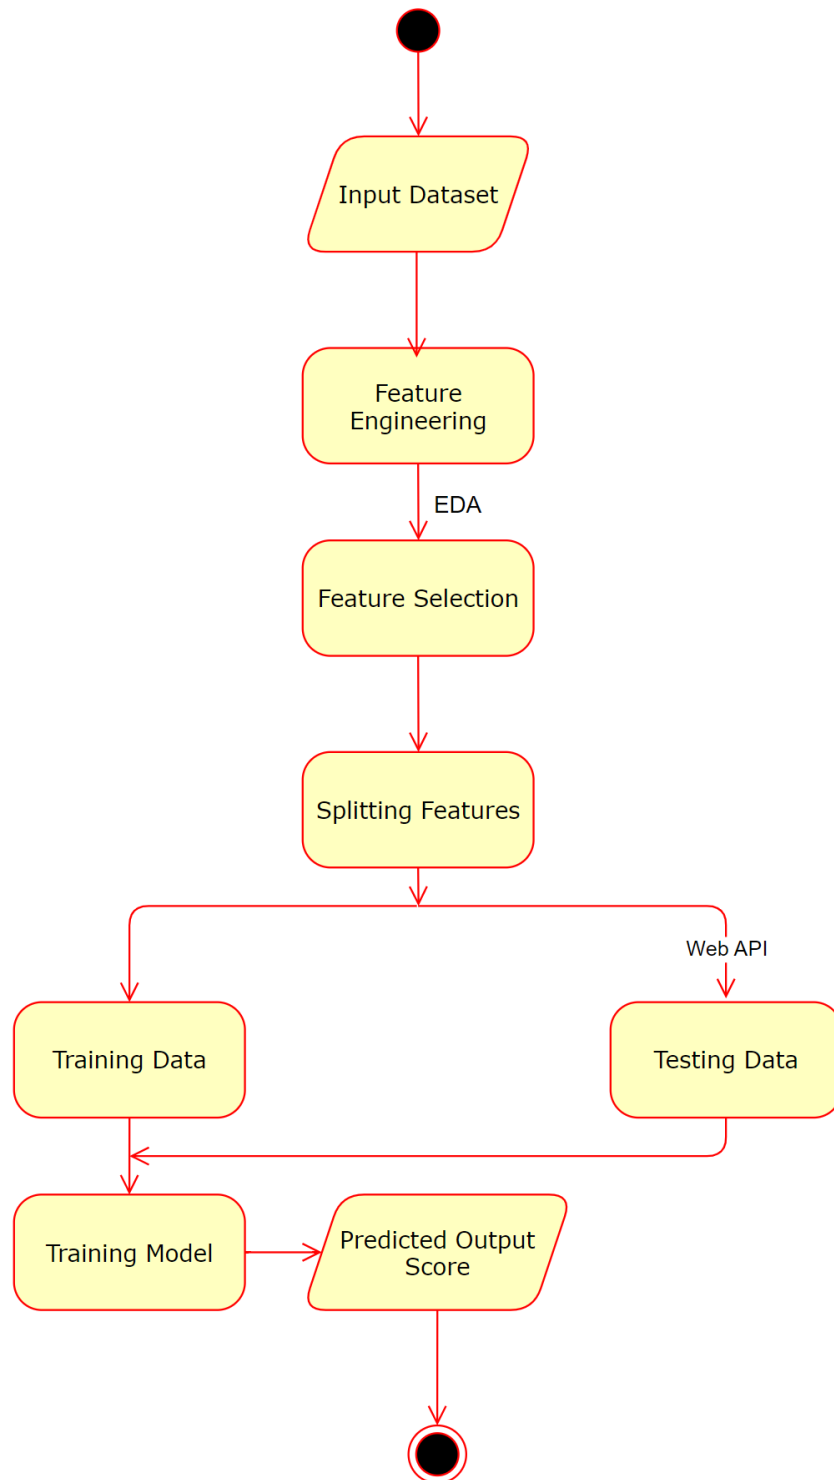 Input Dataset
Feature
Engineering
EDA
Feature Selection
Splitting Features
Web API
Training Data
Testing Data
Training Model
Predicted Output
Score